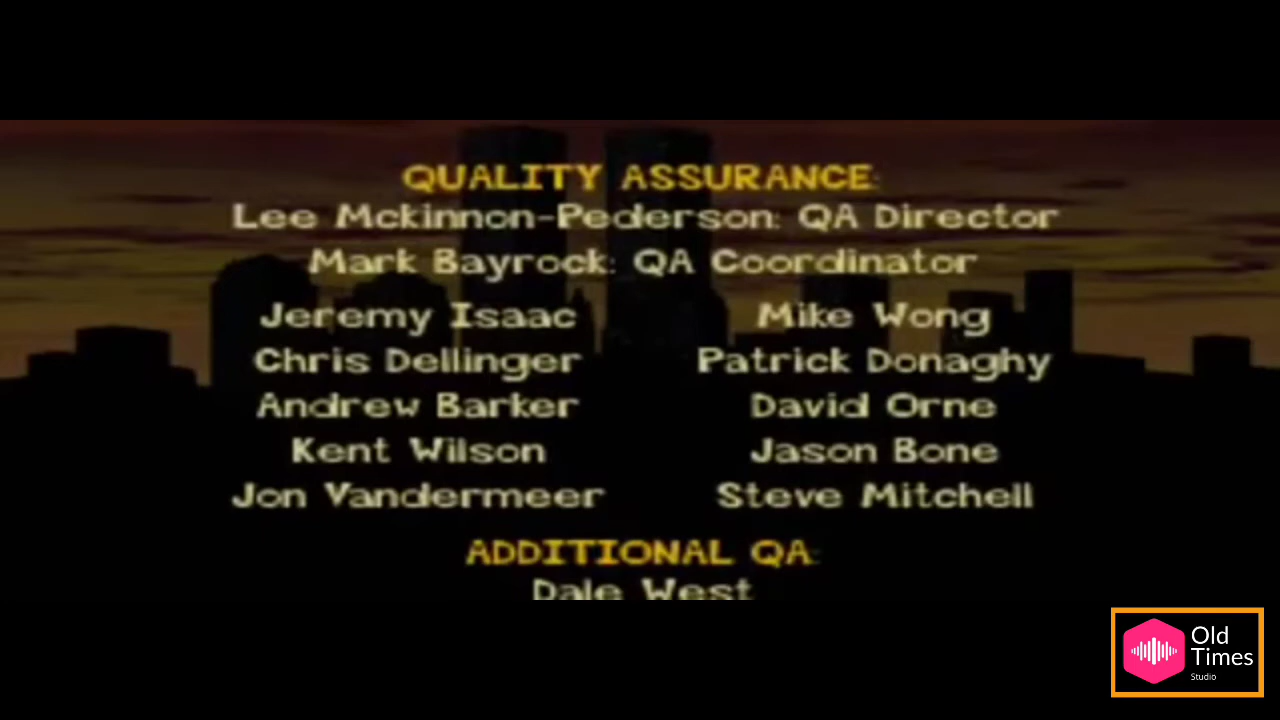 QUALITY ASSURANCE:
Lee Mckinnon-Pederson: QA Director
Mark Bayrock: QA Coordinator
Jeremy Isaac Mike Wong
Chris Dellinger Patrick Donaghy
Andrew Barker David Orne
Kent Wilson Jason Bone
Jon Vandermeer Steve Mitchell
ADDITIONAL QA:
Dale West
Old
Times
Studio